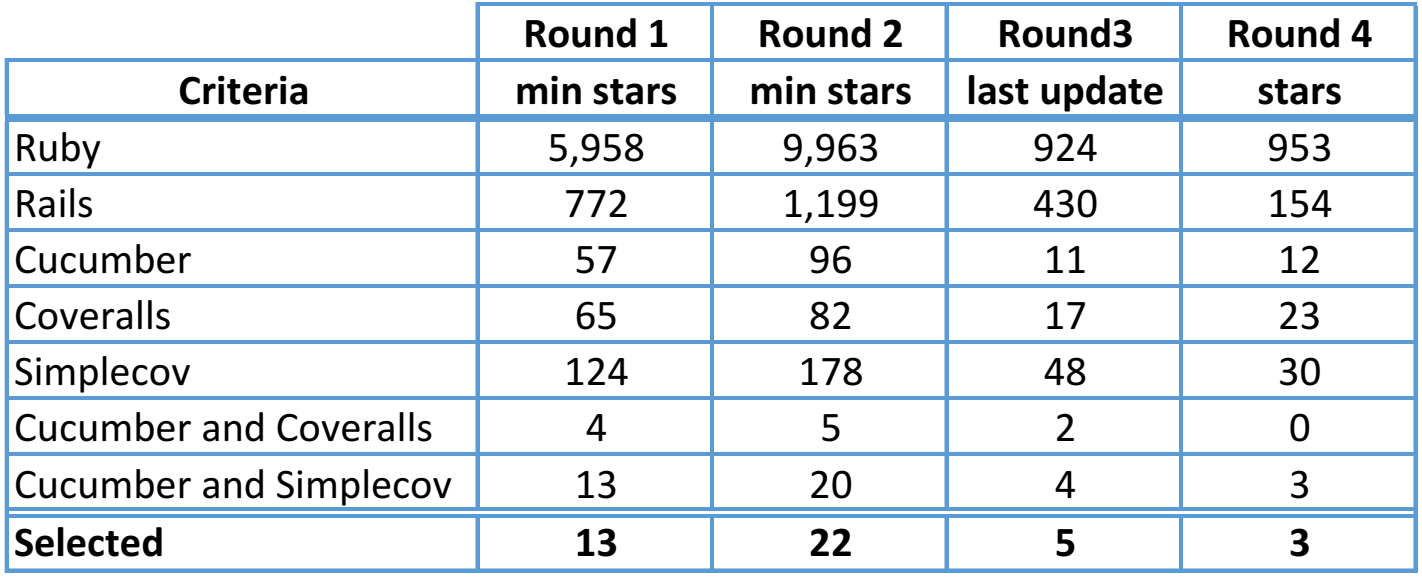 Round 1 Round 2 Round3 Round 4
Criteria min stars min stars last update stars
Ruby 5,958 9,963 924 953
Rails 772 1,199 430 154
Cucumber 57 96 11 12
Coveralls 65 82 17 23
Simplecov 124 178 48 30
Cucumber and Coveralls 4 5 2 0
Cucumber and Simplecov 13 20 4 3
Selected 13 22 5 3